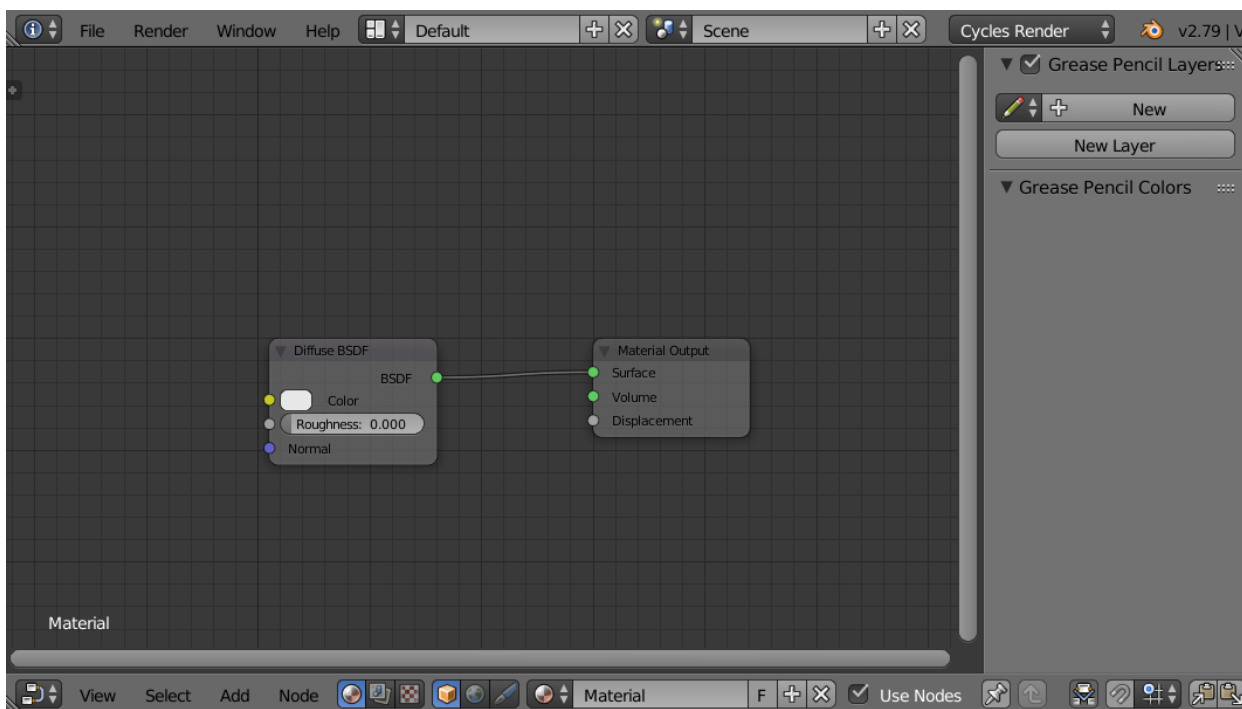 File Render Window Help Default Scene Cycles Render v2.79 | V
Grease Pencil Layers
New
New Layer
Grease Pencil Colors
Diffuse BSDF
BSDF
Color
Roughness: 0.000
Normal
Material Output
Surface
Volume
Displacement
Material
View Select Add Node Material F Use Nodes